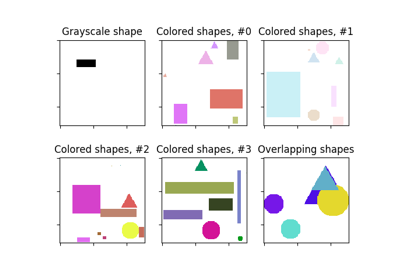 Grayscale shape
Colored shapes, #0
Colored shapes, #1
Colored shapes, #2
Colored shapes, #3
Overlapping shapes